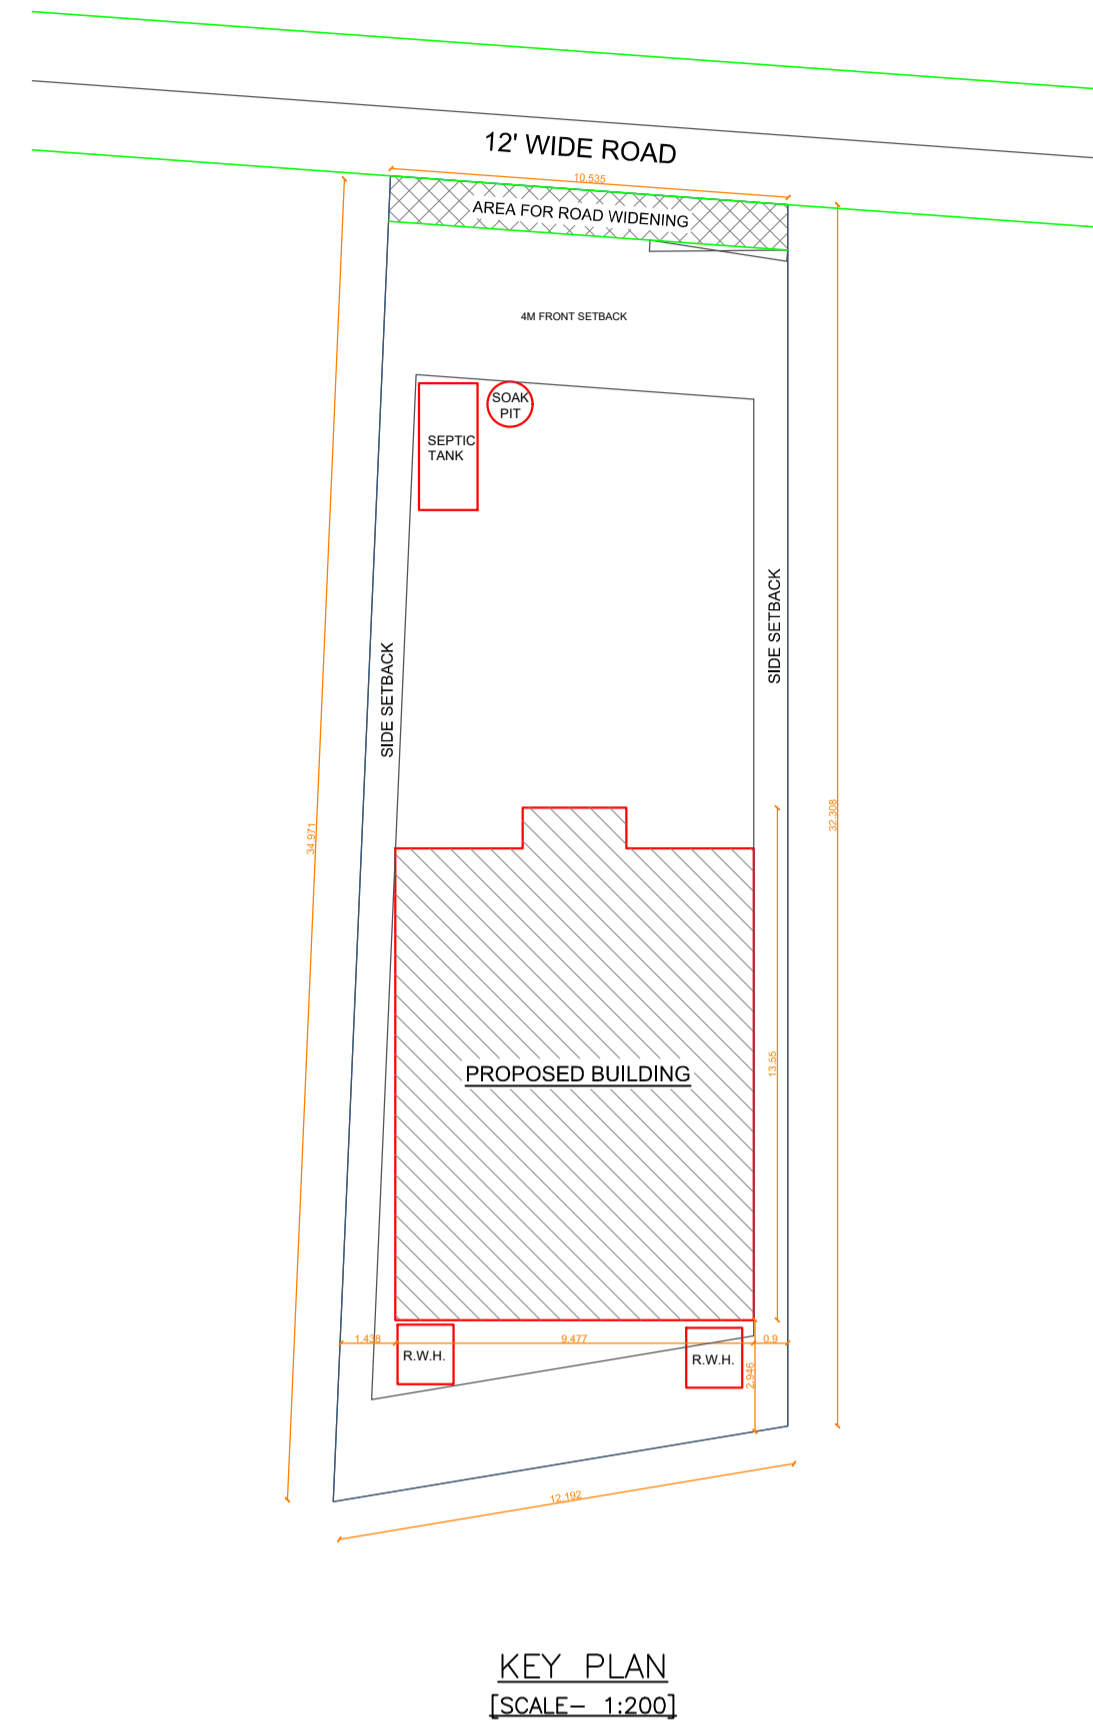 12' WIDE ROAD
10.535
AREA FOR ROAD WIDENING
4M FRONT SETBACK
SOAK
PIT
SEPTIC
TANK
SIDE SETBACK
SIDE SETBACK
34.971
32.308
13.55
PROPOSED BUILDING
1.438
9.477
0.9
R.W.H.
R.W.H.
2.946
12.192
KEY PLAN
[SCALE- 1:200]